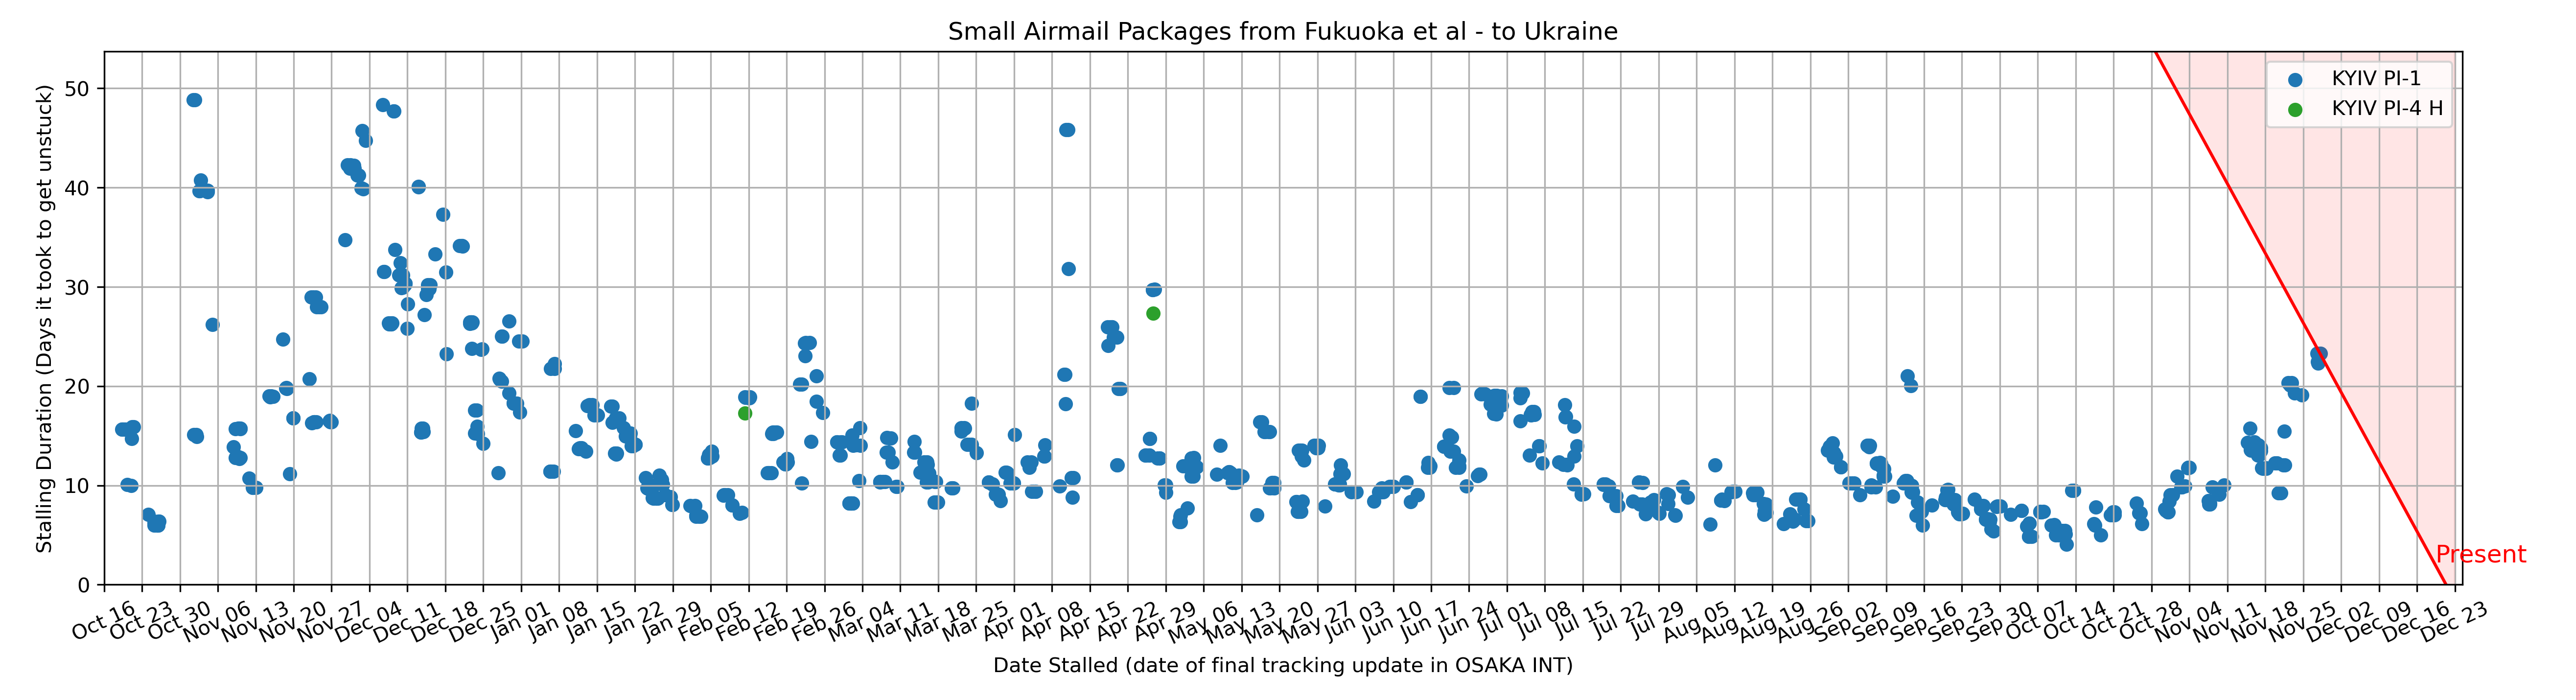 Small Airmail Packages from Fukuoka et al - to Ukraine
Stalling Duration (Days it took to get unstuck)
50
40
30
20
10
0
KYIV PI-1
KYIV PI-4 H
Present
Oct 16
Oct 23
Oct 30
Nov 06
Nov 13
Nov 20
Nov 27
Dec 04
Dec 11
Dec 18
Dec 25
Jan 01
Jan 08
Jan 15
Jan 22
Jan 29
Feb 05
Feb 12
Feb 19
Feb 26
Mar 04
Mar 11
Mar 18
Mar 25
Apr 01
Apr 08
Apr 15
Apr 22
Apr 29
May 06
May 13
May 20
May 27
Jun 03
Jun 10
Jun 17
Jun 24
Jul 01
Jul 08
Jul 15
Jul 22
Jul 29
Aug 05
Aug 12
Aug 19
Aug 26
Sep 02
Sep 09
Sep 16
Sep 23
Sep 30
Oct 07
Oct 14
Oct 21
Oct 28
Nov 04
Nov 11
Nov 18
Nov 25
Dec 02
Dec 09
Dec 16
Dec 23
Date Stalled (date of final tracking update in OSAKA INT)